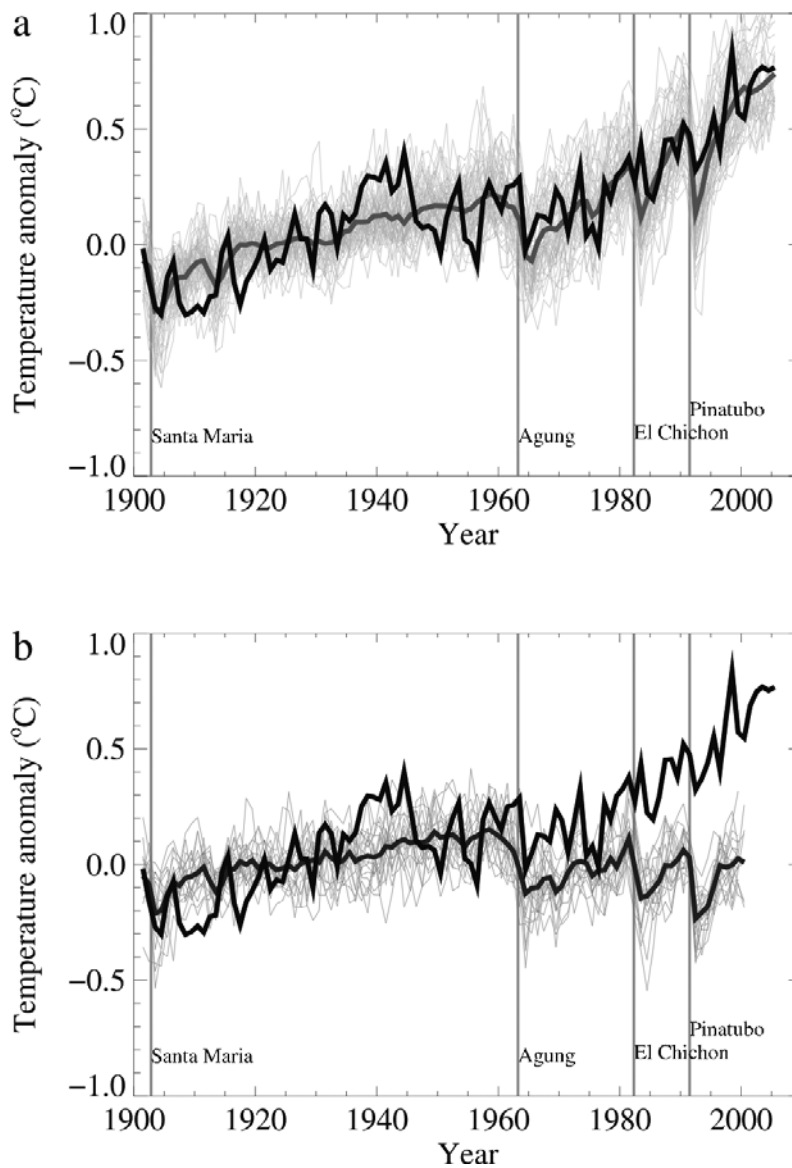 a
1.0
0.5
0.0
−0.5
−1.0
Temperature anomaly (°C)
Santa Maria
Agung
El Chichon
Pinatubo
1900 1920 1940 1960 1980 2000
Year
b
1.0
0.5
0.0
−0.5
−1.0
Temperature anomaly (°C)
Santa Maria
Agung
El Chichon
Pinatubo
1900 1920 1940 1960 1980 2000
Year